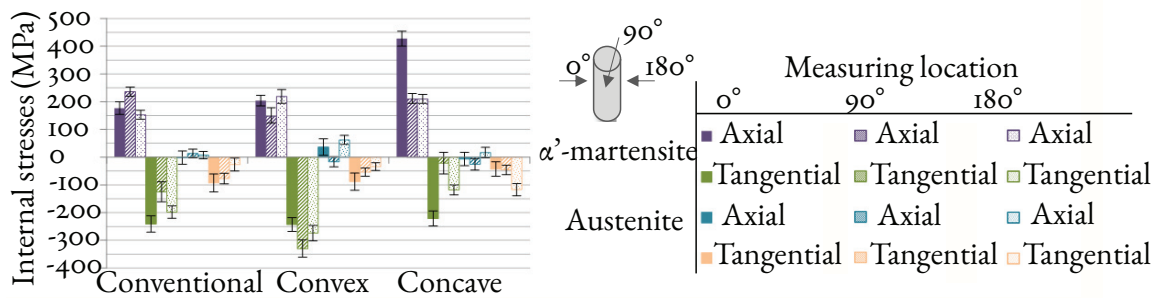 Internal stresses (MPa)
500
400
300
200
100
0
-100
-200
-300
-400
Conventional Convex Concave
90°
0° 180°
Measuring location
0° 90° 180°
α'-martensite
Axial Axial Axial
Tangential Tangential Tangential
Austenite
Axial Axial Axial
Tangential Tangential Tangential